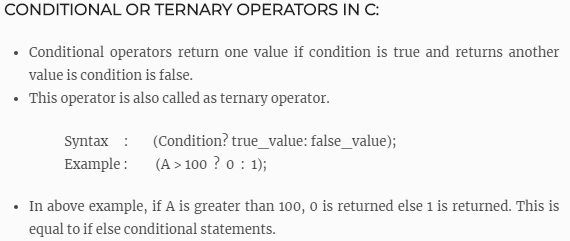 CONDITIONAL OR TERNARY OPERATORS IN C:
• Conditional operators return one value if condition is true and returns another
value is condition is false.
• This operator is also called as ternary operator.
Syntax : (Condition? true_value: false_value);
Example : (A > 100 ? 0 : 1);
• In above example, if A is greater than 100, 0 is returned else 1 is returned. This is
equal to if else conditional statements.